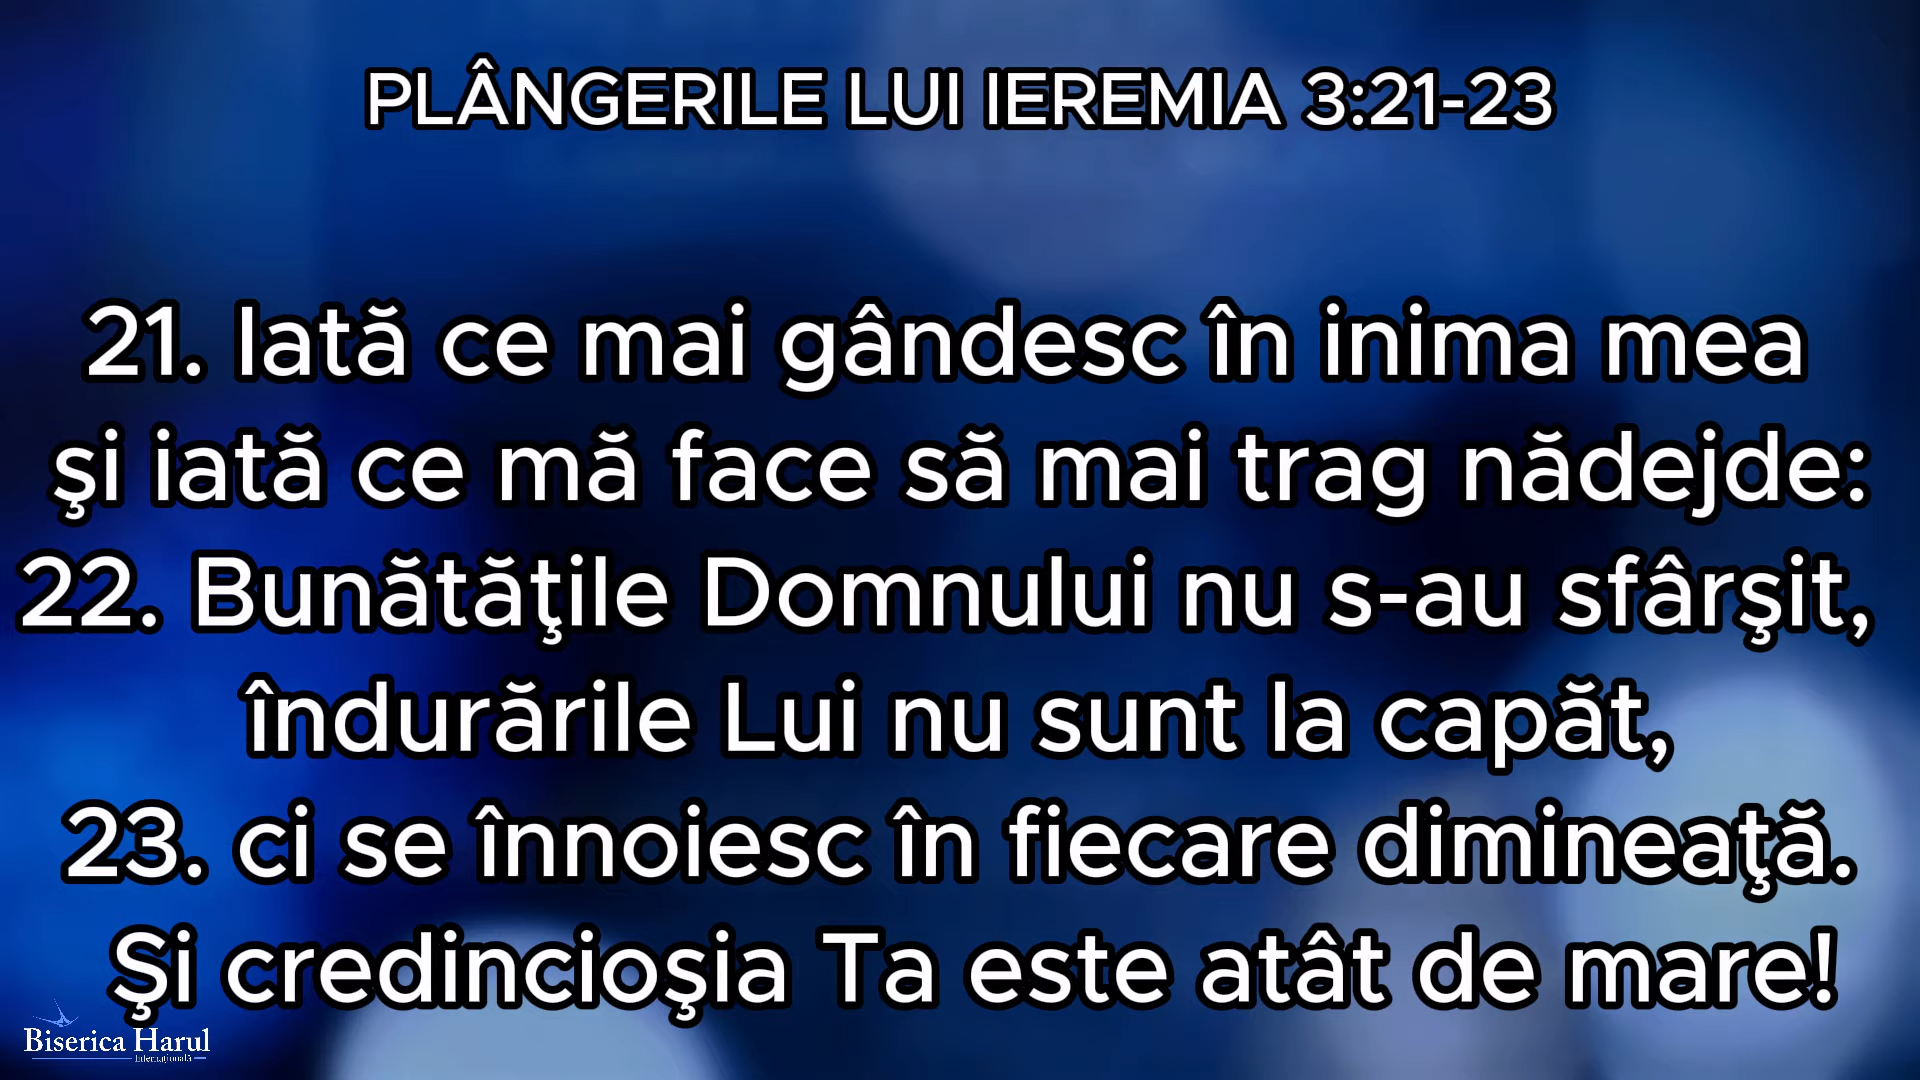 PLÂNGERILE LUI IEREMIA 3:21-23
21. Iată ce mai gândesc în inima mea
şi iată ce mă face să mai trag nădejde:
22. Bunătăţile Domnului nu s-au sfârşit,
îndurările Lui nu sunt la capăt,
23. ci se înnoiesc în fiecare dimineaţă.
Şi credincioşia Ta este atât de mare!
Biserica Harul
Internațională